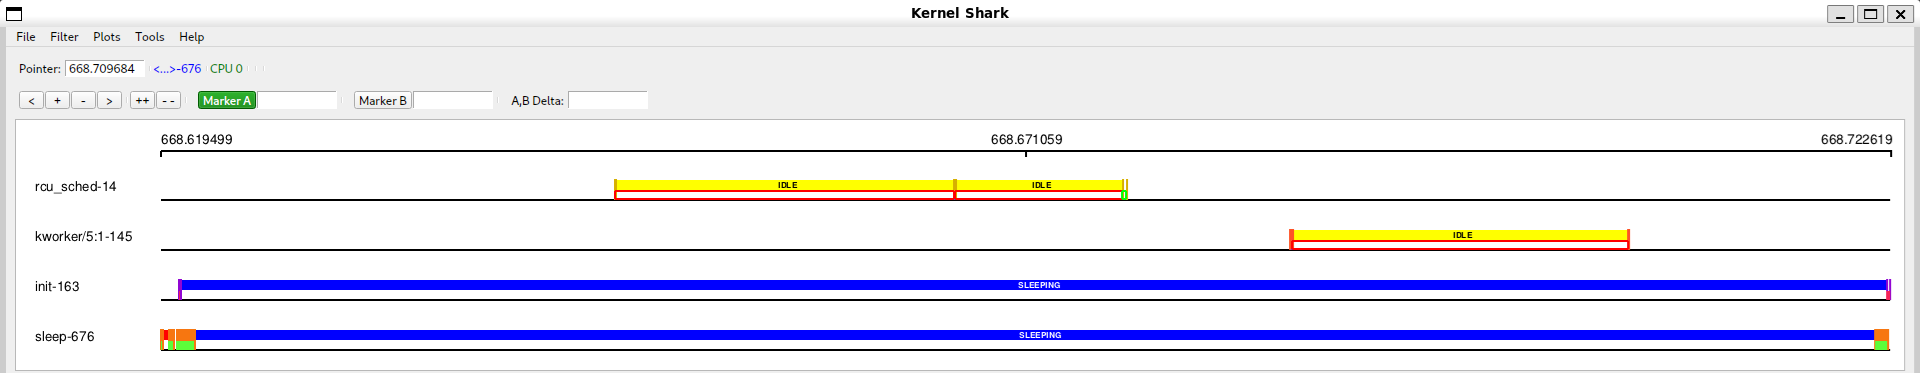 Kernel Shark
File Filter Plots Tools Help
Pointer: 668.709684 <...>-676 CPU 0
< + - > ++ -- Marker A Marker B A,B Delta:
668.619499 668.671059 668.722619
rcu_sched-14 IDLE IDLE
kworker/5:1-145 IDLE
init-163 SLEEPING
sleep-676 SLEEPING